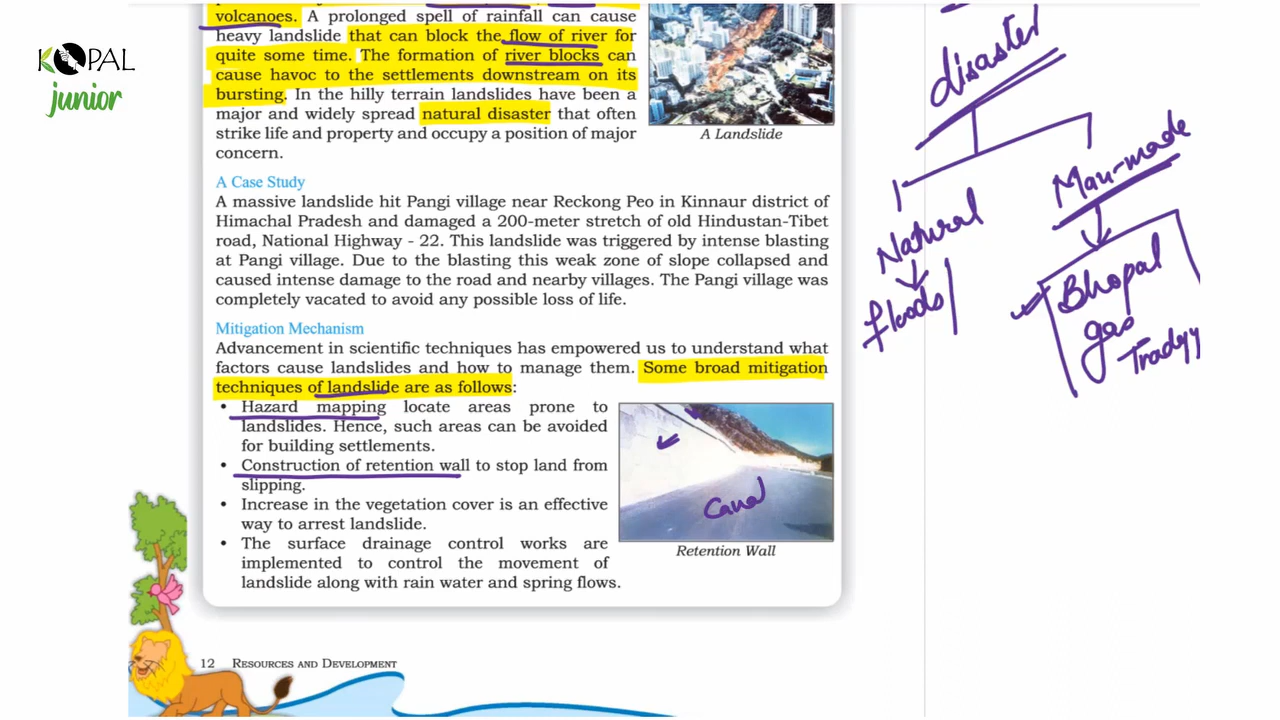 KOPAL
junior
volcanoes. A prolonged spell of rainfall can cause
heavy landslide that can block the flow of river for
quite some time. The formation of river blocks can
cause havoc to the settlements downstream on its
bursting. In the hilly terrain landslides have been a
major and widely spread natural disaster that often
strike life and property and occupy a position of major
concern.
A Landslide
A Case Study
A massive landslide hit Pangi village near Reckong Peo in Kinnaur district of
Himachal Pradesh and damaged a 200-meter stretch of old Hindustan-Tibet
road, National Highway - 22. This landslide was triggered by intense blasting
at Pangi village. Due to the blasting this weak zone of slope collapsed and
caused intense damage to the road and nearby villages. The Pangi village was
completely vacated to avoid any possible loss of life.
Mitigation Mechanism
Advancement in scientific techniques has empowered us to understand what
factors cause landslides and how to manage them. Some broad mitigation
techniques of landslide are as follows:
• Hazard mapping locate areas prone to
landslides. Hence, such areas can be avoided
for building settlements.
• Construction of retention wall to stop land from
slipping.
• Increase in the vegetation cover is an effective
way to arrest landslide.
• The surface drainage control works are
implemented to control the movement of
landslide along with rain water and spring flows.
Canal
Retention Wall
12 RESOURCES AND DEVELOPMENT
disaster
Natural
floods
Man-made
Bhopal
gas
Tradgy